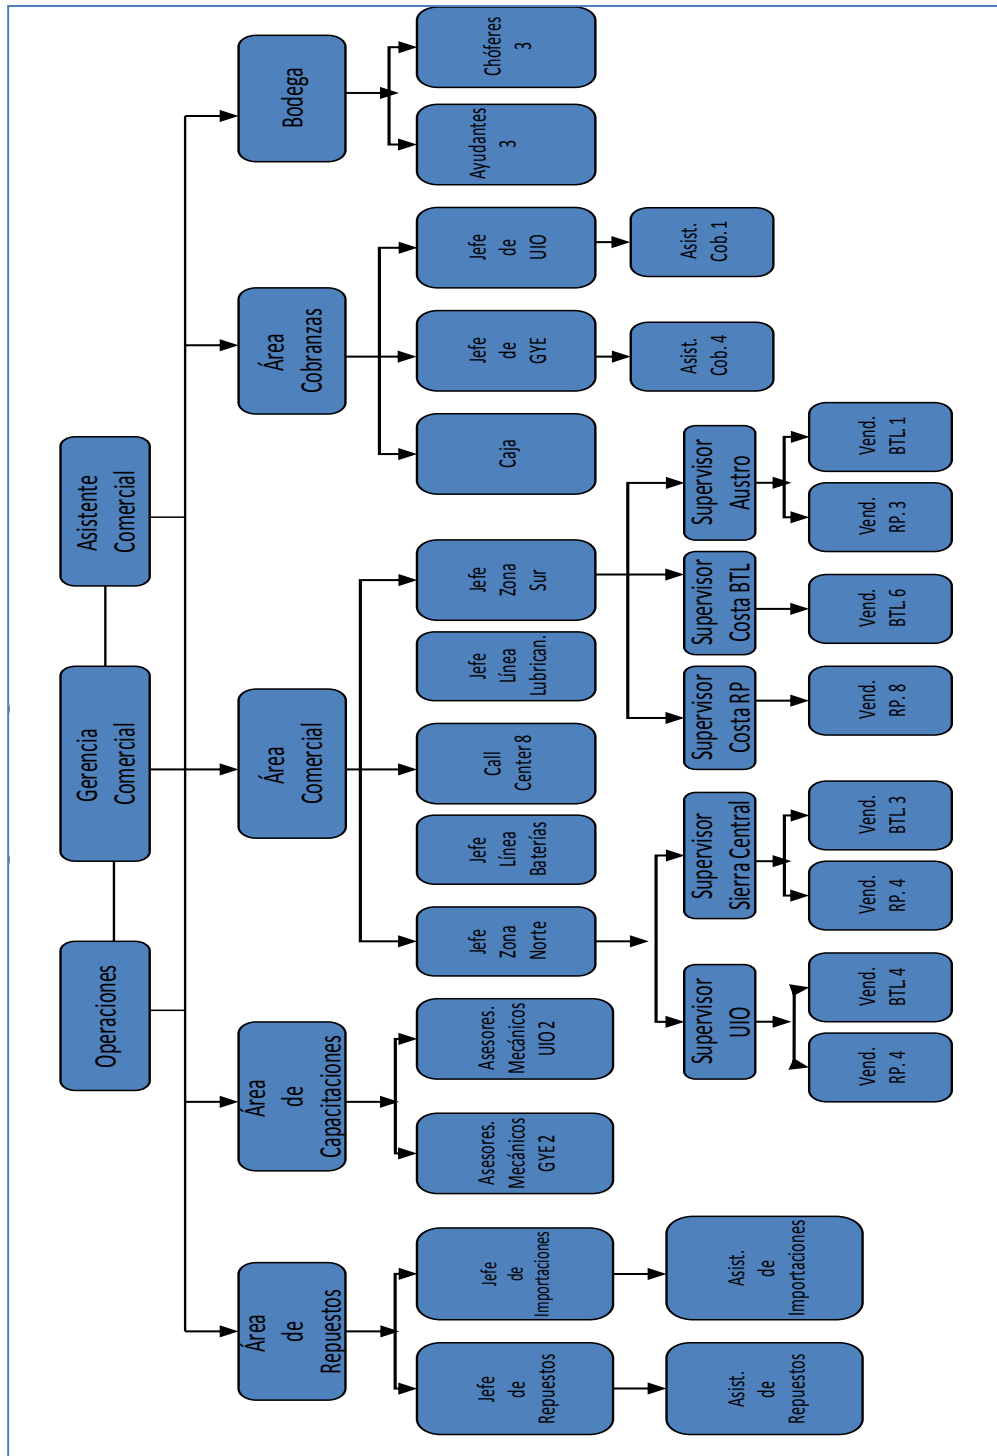 Operaciones
Gerencia
Comercial
Asistente
Comercial
Área
de
Repuestos
Área
de
Capacitaciones
Área
Comercial
Área
Cobranzas
Bodega
Jefe
de
Repuestos
Jefe
de
Importaciones
Asesores.
Mecánicos
GYE 2
Asesores.
Mecánicos
UIO 2
Jefe
Zona
Norte
Jefe
Línea
Baterías
Call
Center 8
Jefe
Línea
Lubrican.
Jefe
Zona
Sur
Caja
Jefe
de
GYE
Jefe
de
UIO
Ayudantes
3
Chóferes
3
Asist.
de
Repuestos
Asist.
de
Importaciones
Supervisor
UIO
Supervisor
Sierra Central
Supervisor
Costa RP
Supervisor
Costa BTL
Supervisor
Austro
Asist.
Cob. 4
Asist.
Cob. 1
Vend.
RP. 4
Vend.
BTL 4
Vend.
RP. 4
Vend.
BTL 3
Vend.
RP. 8
Vend.
BTL 6
Vend.
RP. 3
Vend.
BTL 1